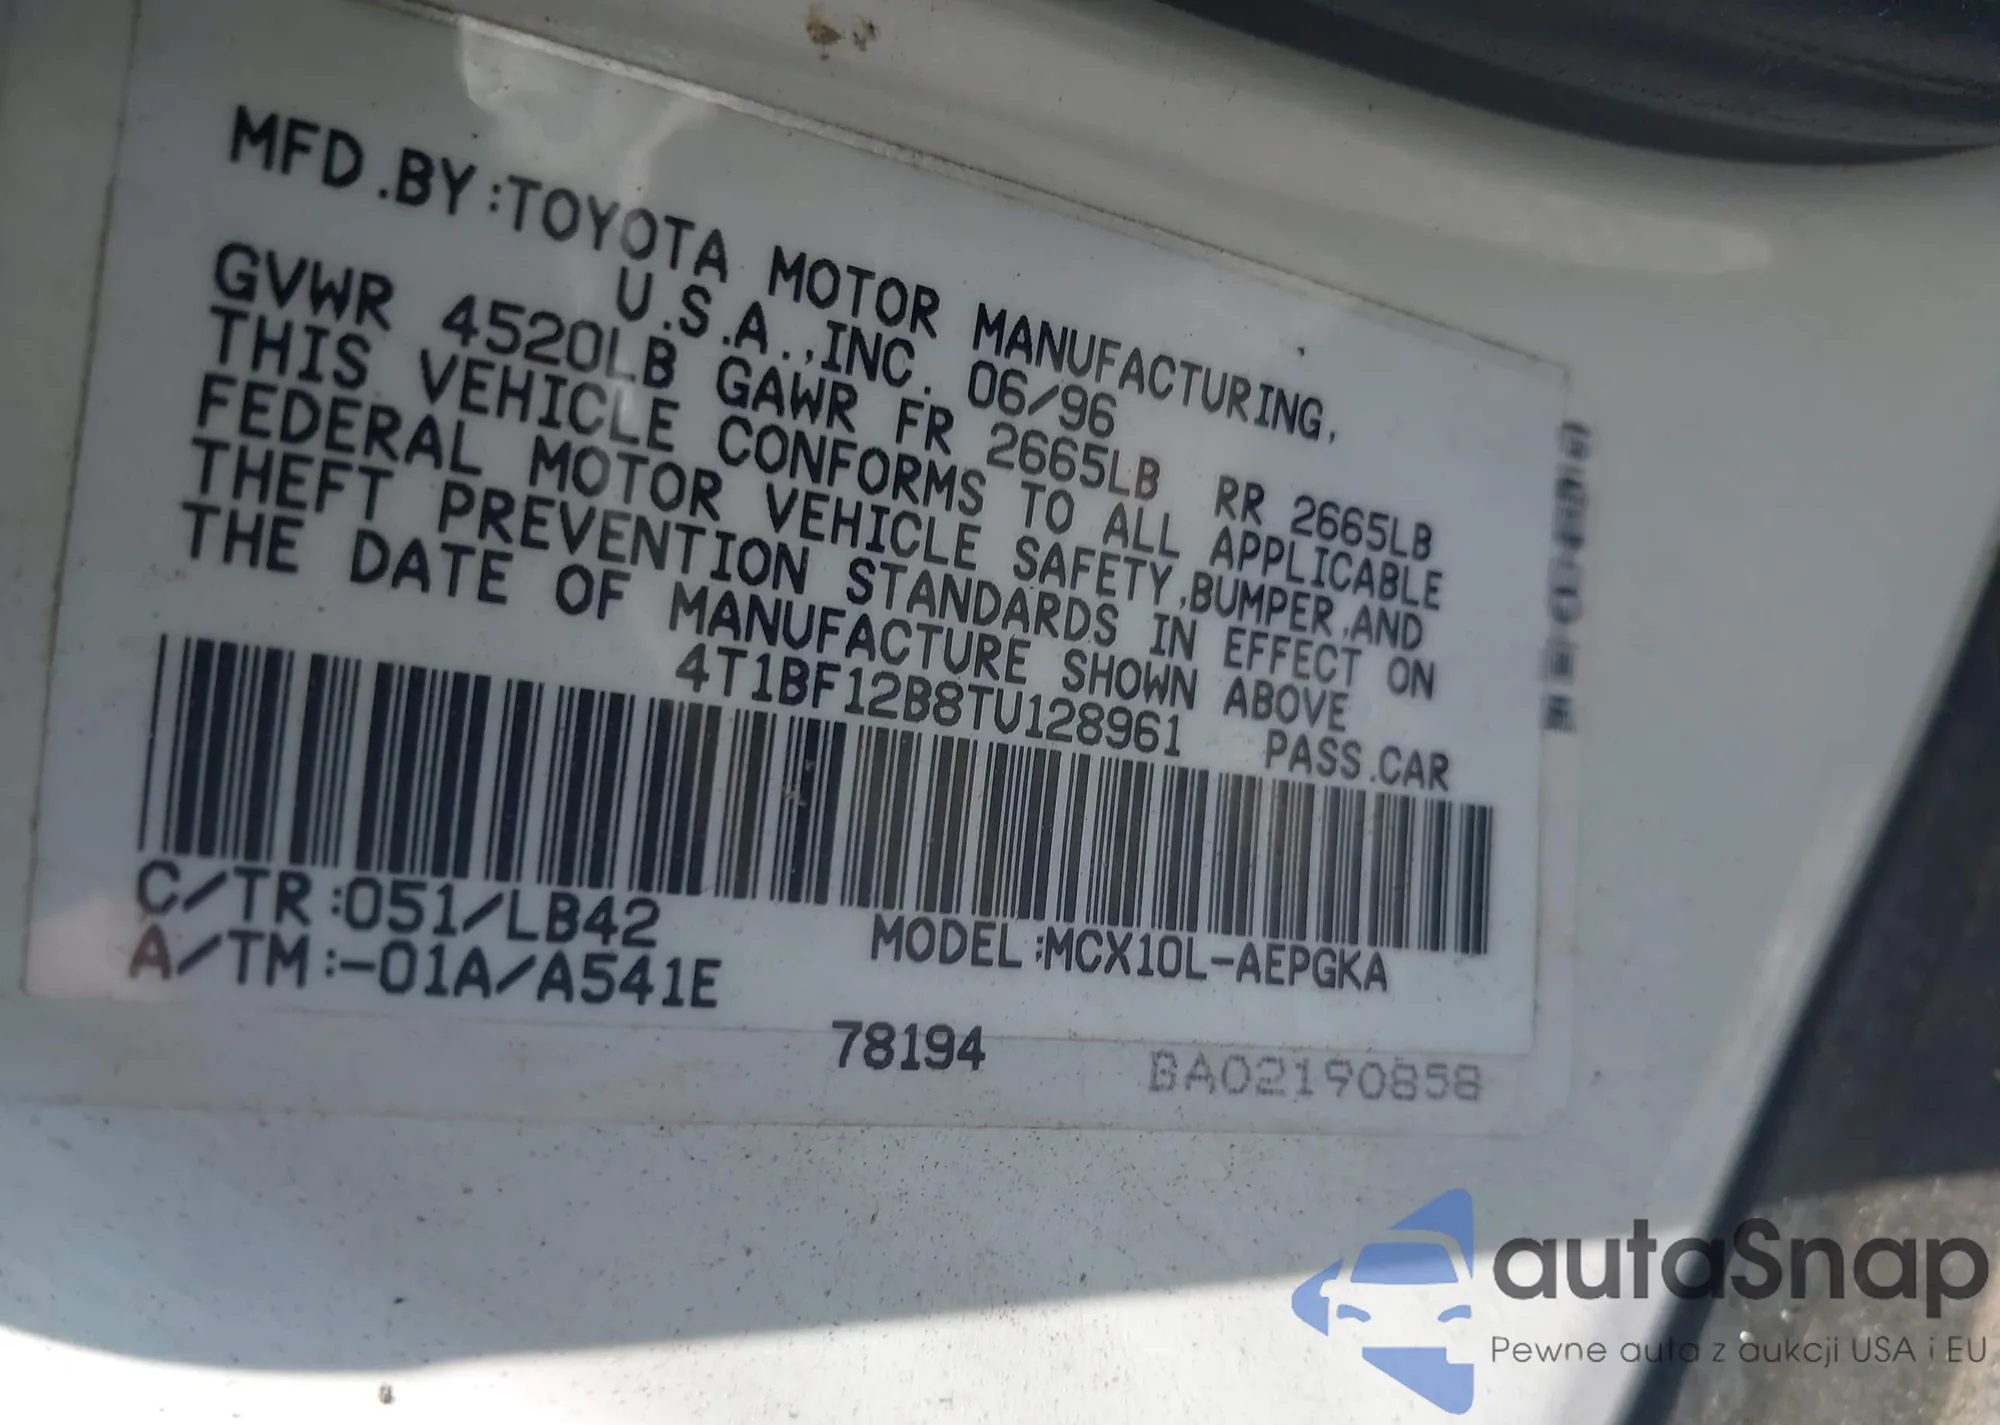 MFD.BY:TOYOTA MOTOR MANUFACTURING,
U.S.A.,INC. 06/96
GVWR 4520LB GAWR FR 2665LB RR 2665LB
THIS VEHICLE CONFORMS TO ALL APPLICABLE
FEDERAL MOTOR VEHICLE SAFETY,BUMPER,AND
THEFT PREVENTION STANDARDS IN EFFECT ON
THE DATE OF MANUFACTURE SHOWN ABOVE
4T1BF12B8TU128961 PASS.CAR
C/TR:051/LB42
A/TM:-01A/A541E
MODEL:MCX10L-AEPGKA
78194
BA02190858
autaSnap
Pewne auta z aukcji USA i EU